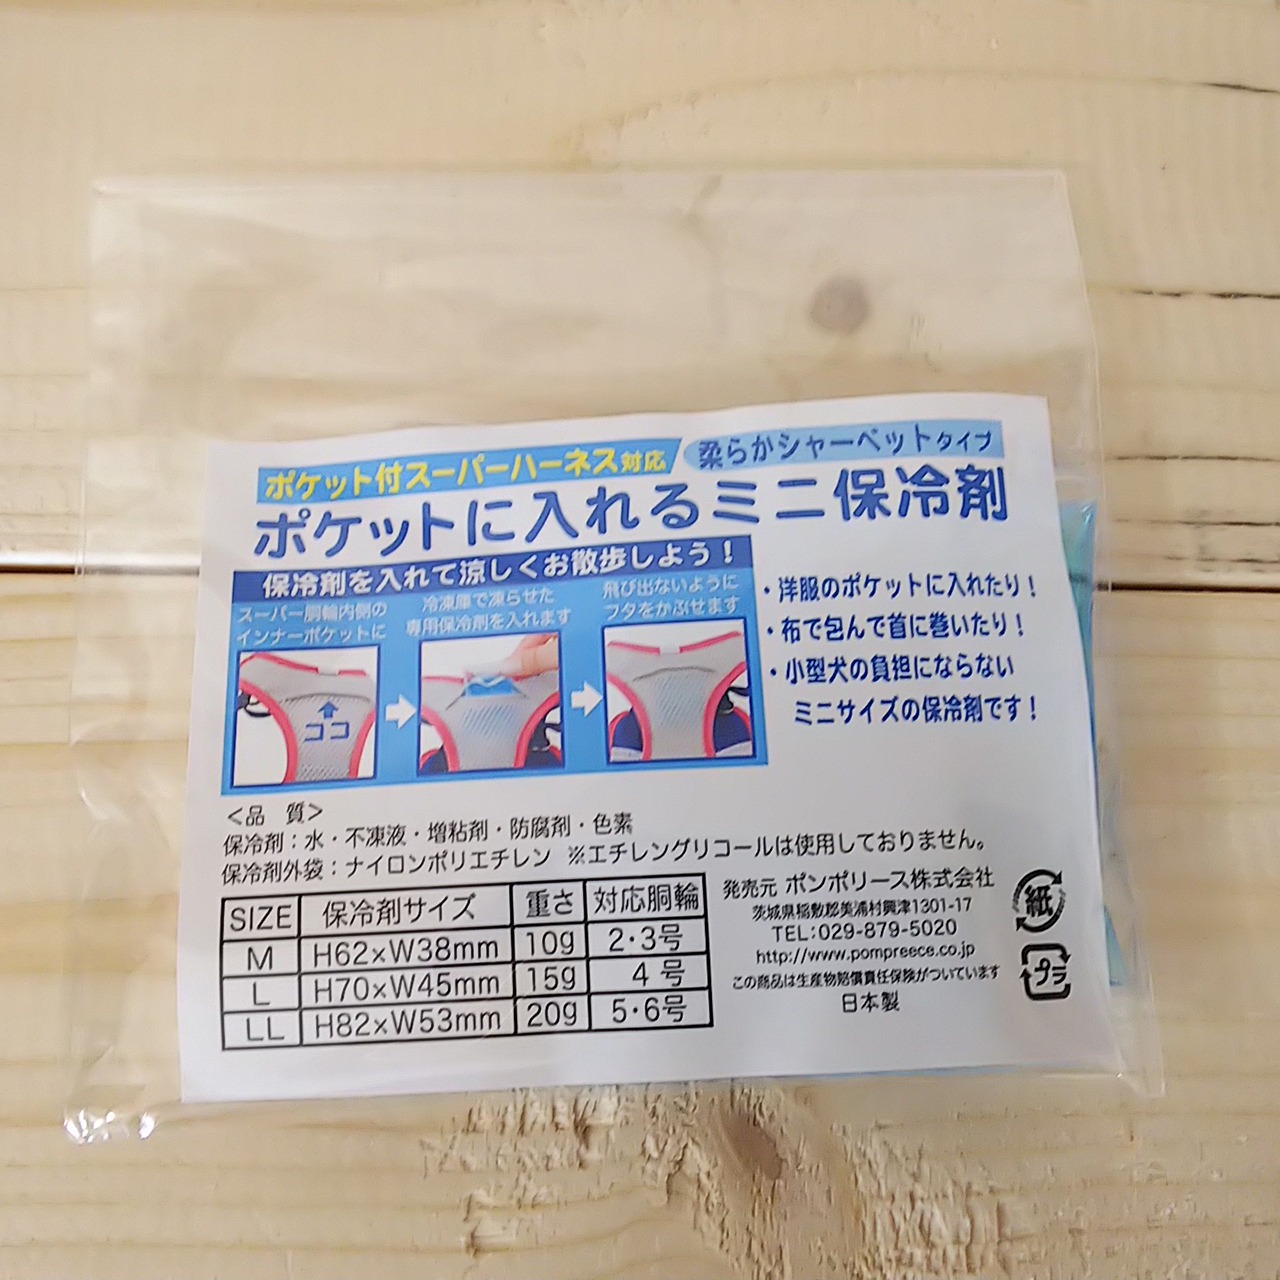 ポケット付スーパーハーネス対応 柔らかシャーベットタイプ
ポケットに入れるミニ保冷剤
保冷剤を入れて涼しくお散歩しよう！
スーパー胴輪内側の
インナーポケットに
ココ
冷凍庫で凍らせた
専用保冷剤を入れます
飛び出ないように
フタをかぶせます
・洋服のポケットに入れたり！
・布で包んで首に巻いたり！
・小型犬の負担にならない
ミニサイズの保冷剤です！
＜品 質＞
保冷剤：水・不凍液・増粘剤・防腐剤・色素
保冷剤外袋：ナイロンポリエチレン ※エチレングリコールは使用しておりません。
SIZE 保冷剤サイズ 重さ 対応胴輪
M H62×W38mm 10g 2・3号
L H70×W45mm 15g 4号
LL H82×W53mm 20g 5・6号
発売元 ポンポリース株式会社
茨城県稲敷郡美浦村興津1301-17
TEL：029-879-5020
http://www.pompreece.co.jp
この商品は生産物賠償責任保険がついています
日本製
紙
プラ